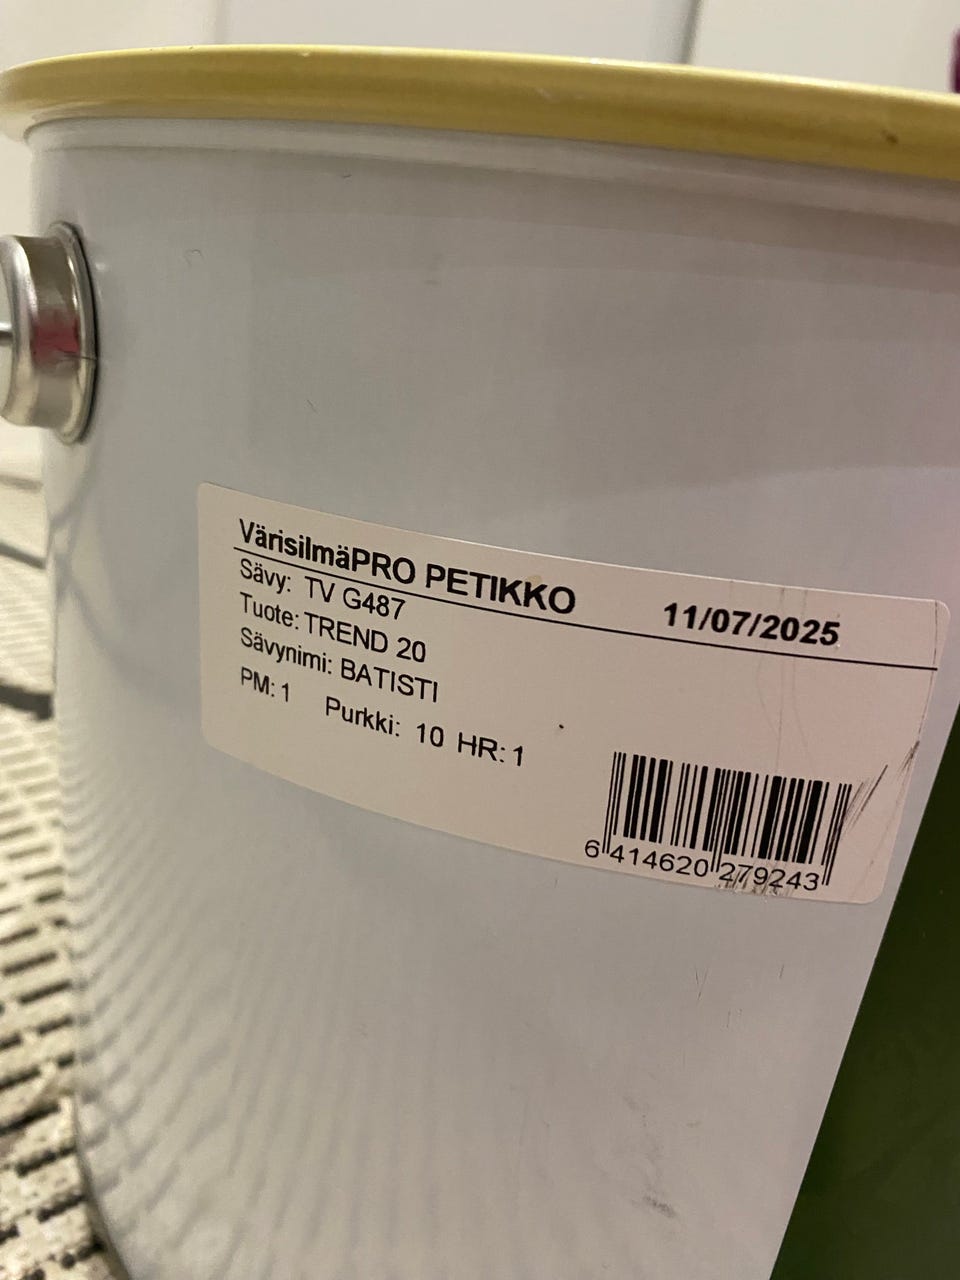 VärisilmäPRO PETIKKO 11/07/2025
Sävy: TV G487
Tuote: TREND 20
Sävynimi: BATISTI
PM: 1 Purkki: 10 HR: 1
6 414620 279243